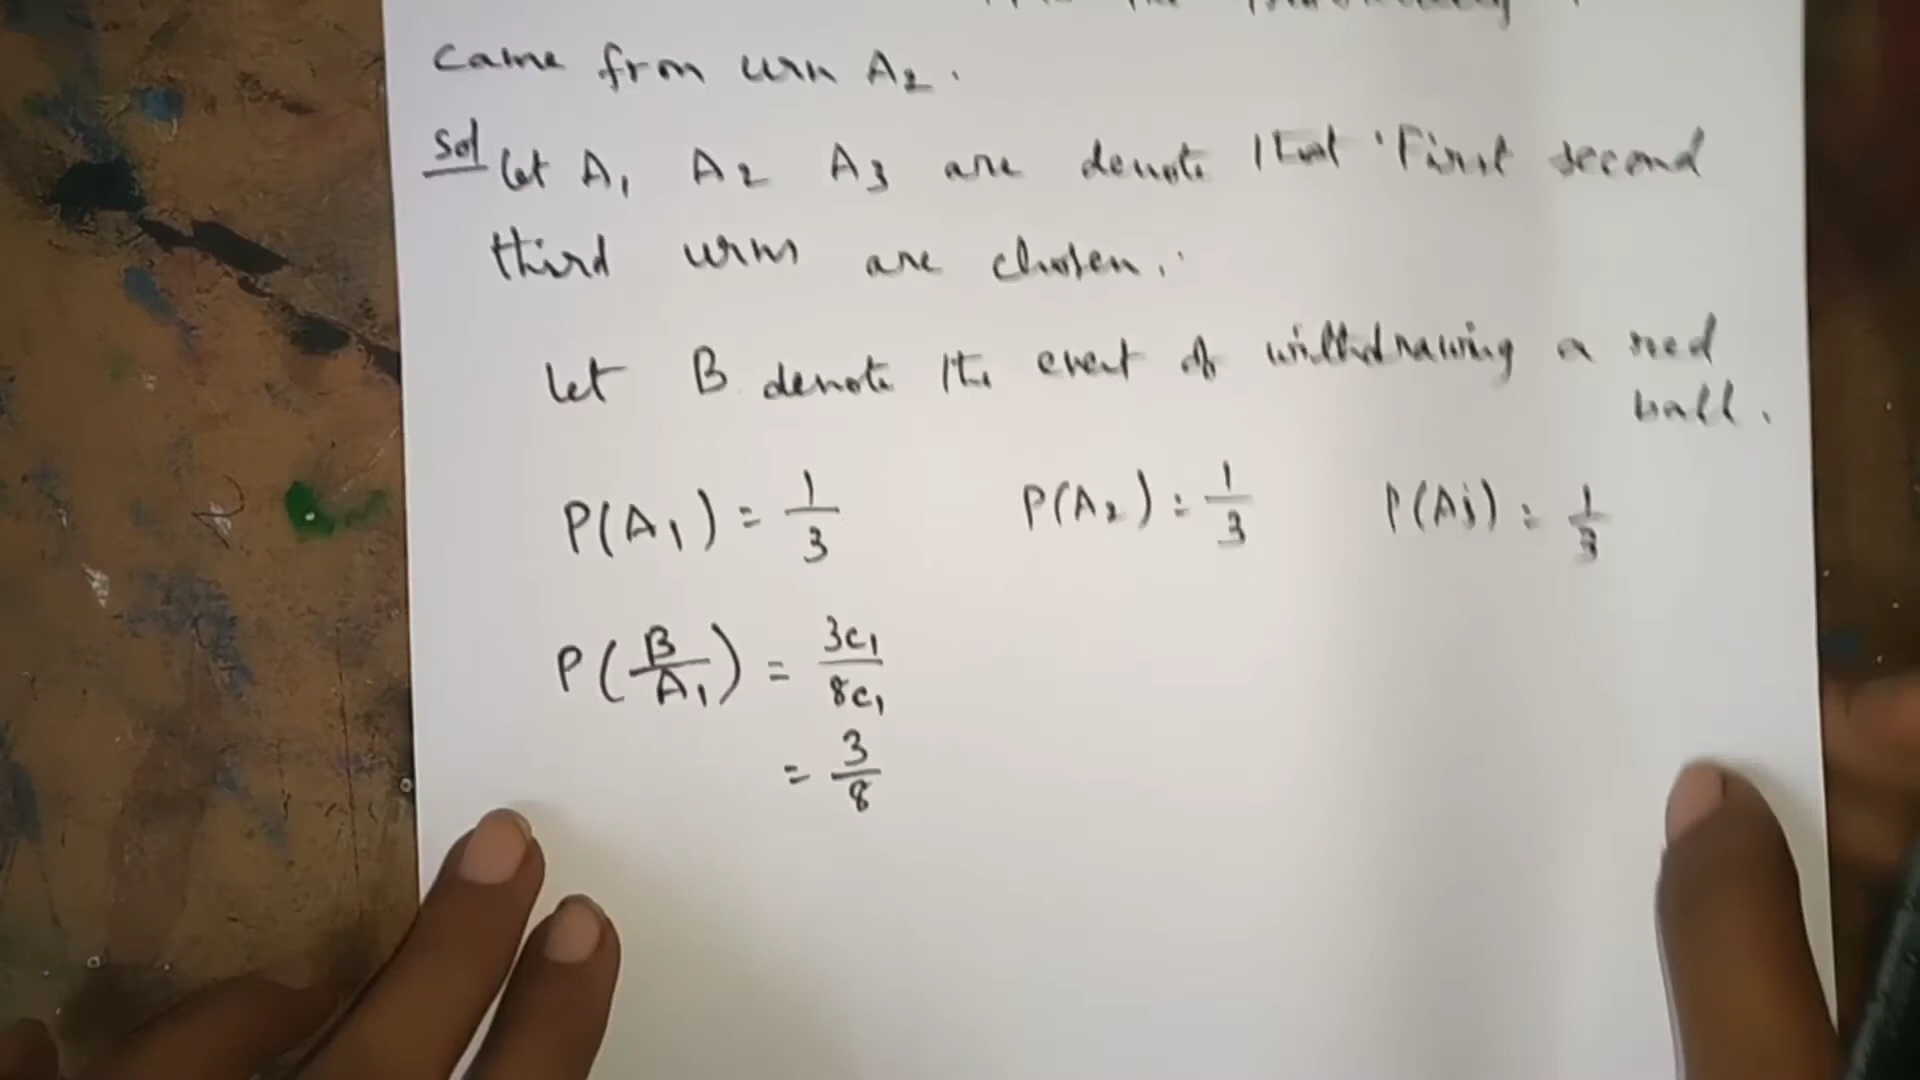 came from urn A2.
Sol let A1 A2 A3 are denote that First second
third urns are chosen.
Let B denote the event of withdrawing a red
ball.
P(A1) = 1/3 P(A2) = 1/3 P(A3) = 1/3
P(B/A1) = 3c1/8c1
= 3/8